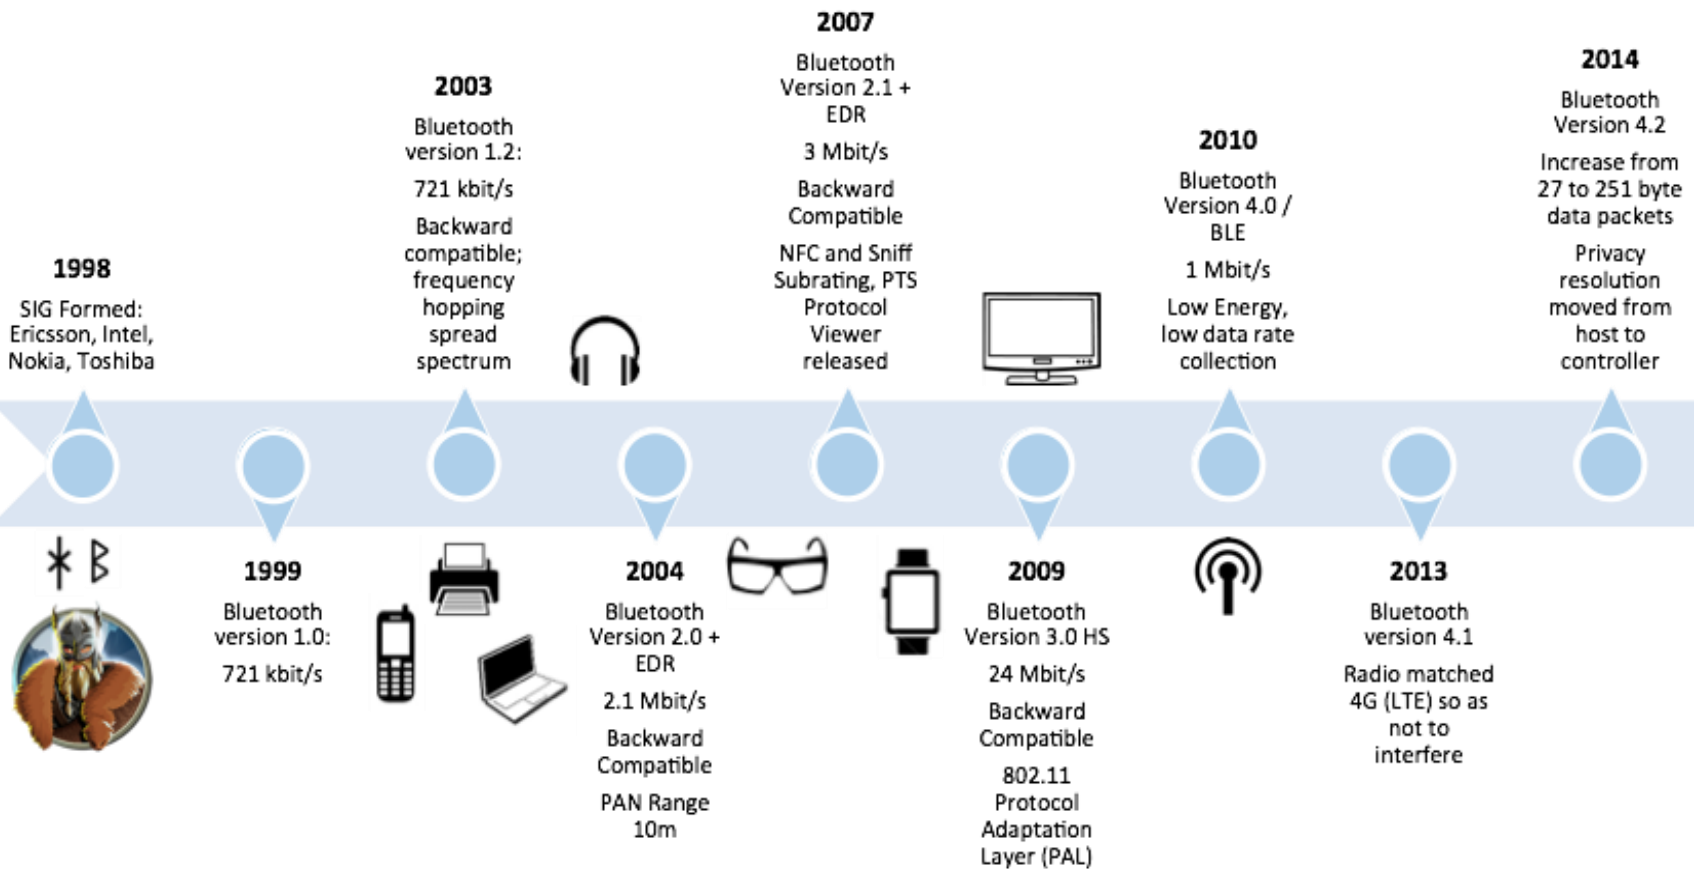 1998
SIG Formed:
Ericsson, Intel,
Nokia, Toshiba
1999
Bluetooth
version 1.0:
721 kbit/s
2003
Bluetooth
version 1.2:
721 kbit/s
Backward
compatible;
frequency
hopping
spread
spectrum
2004
Bluetooth
Version 2.0 +
EDR
2.1 Mbit/s
Backward
Compatible
PAN Range
10m
2007
Bluetooth
Version 2.1 +
EDR
3 Mbit/s
Backward
Compatible
NFC and Sniff
Subrating, PTS
Protocol
Viewer
released
2009
Bluetooth
Version 3.0 HS
24 Mbit/s
Backward
Compatible
802.11
Protocol
Adaptation
Layer (PAL)
2010
Bluetooth
Version 4.0 /
BLE
1 Mbit/s
Low Energy,
low data rate
collection
2013
Bluetooth
version 4.1
Radio matched
4G (LTE) so as
not to
interfere
2014
Bluetooth
Version 4.2
Increase from
27 to 251 byte
data packets
Privacy
resolution
moved from
host to
controller